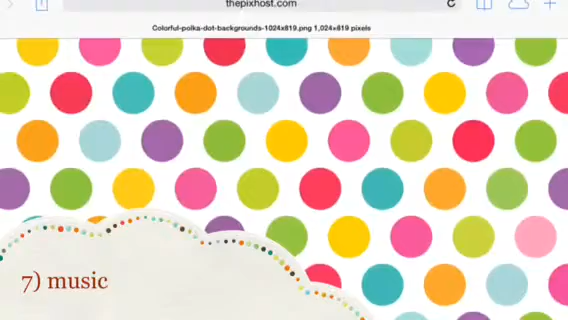 thepixhost.com
Colorful-polka-dot-backgrounds-1024x819.png 1,024×819 pixels
7) music